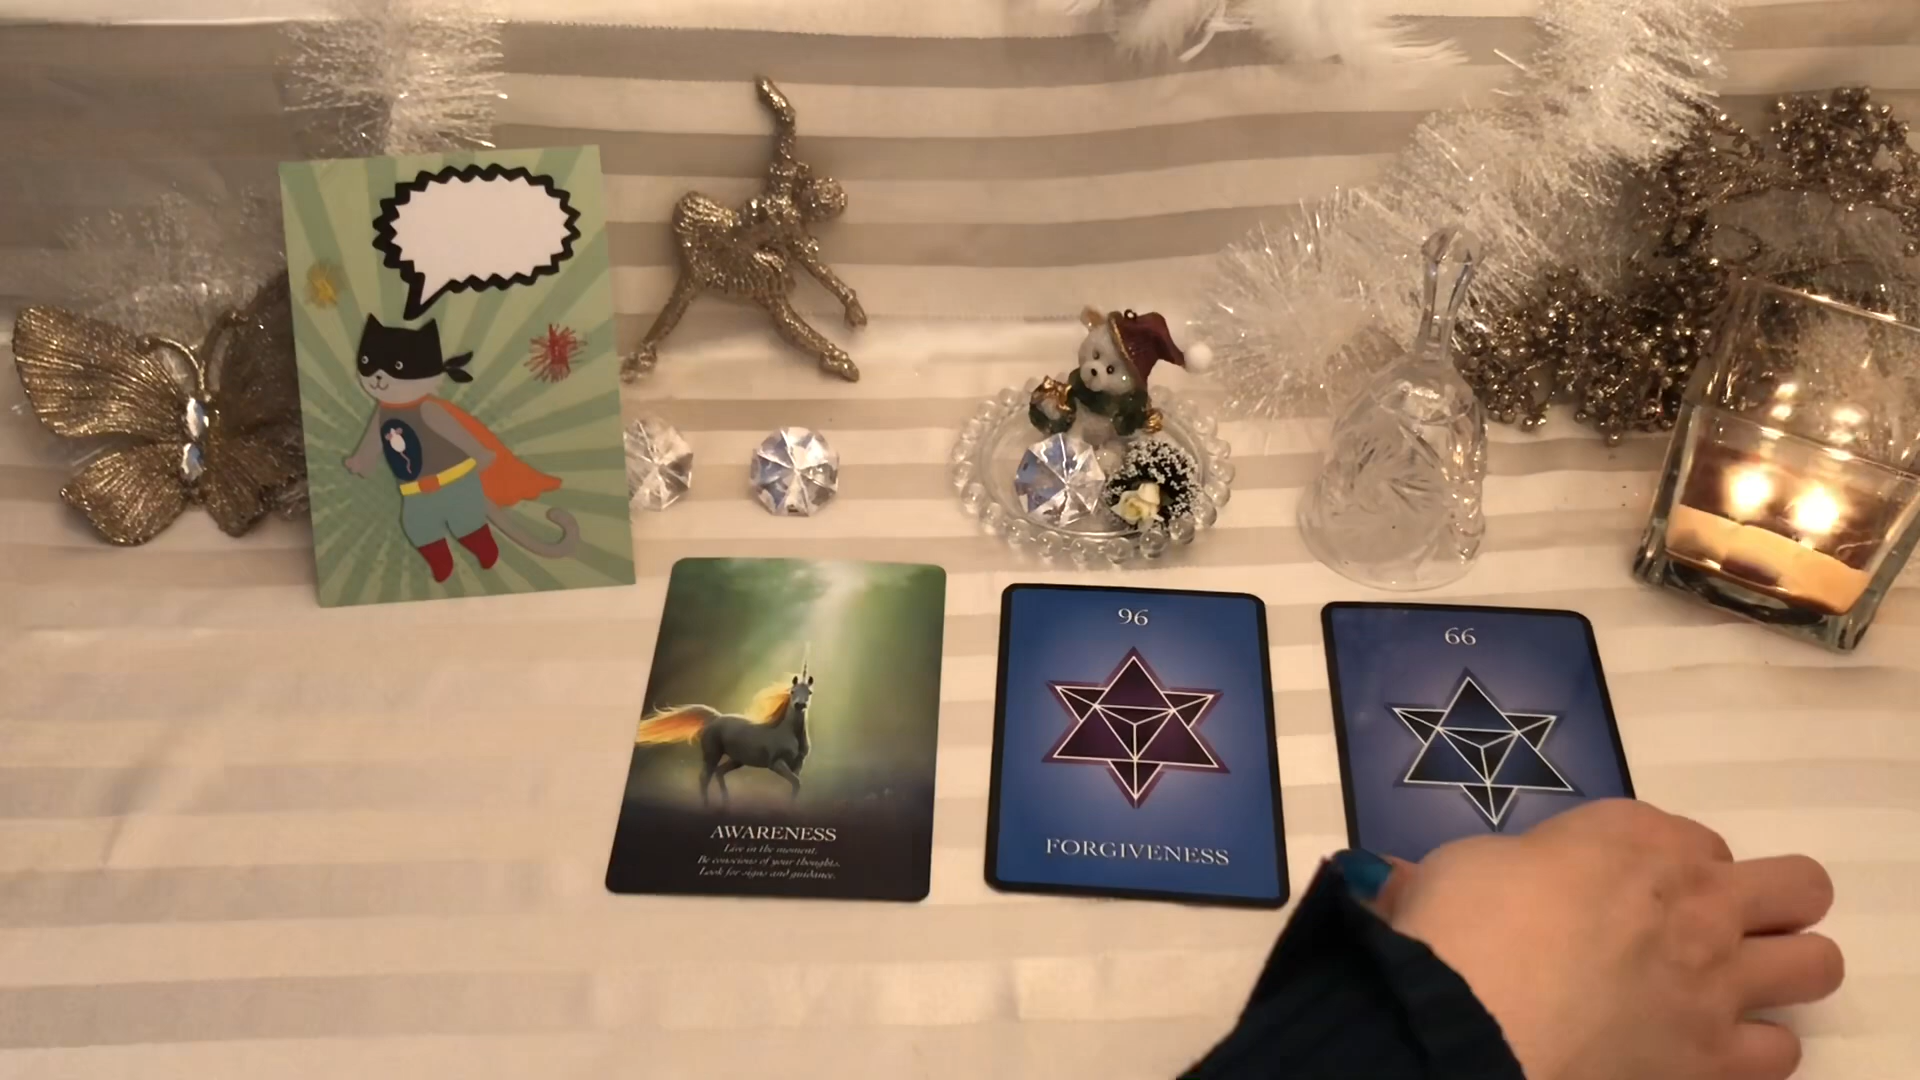 AWARENESS
Live in the moment.
Be conscious of your thoughts.
Look for signs and guidance.
96
FORGIVENESS
66